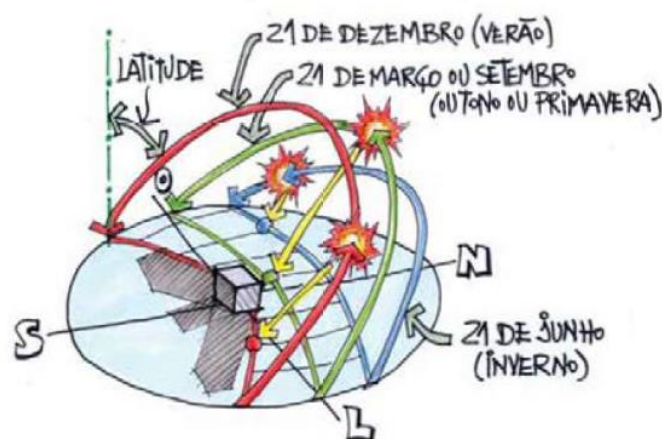 21 DE DEZEMBRO (VERÃO)
LATITUDE
21 DE MARÇO OU SETEMBRO
(OUTONO OU PRIMAVERA)
O
N
S
21 DE JUNHO
(INVERNO)
L